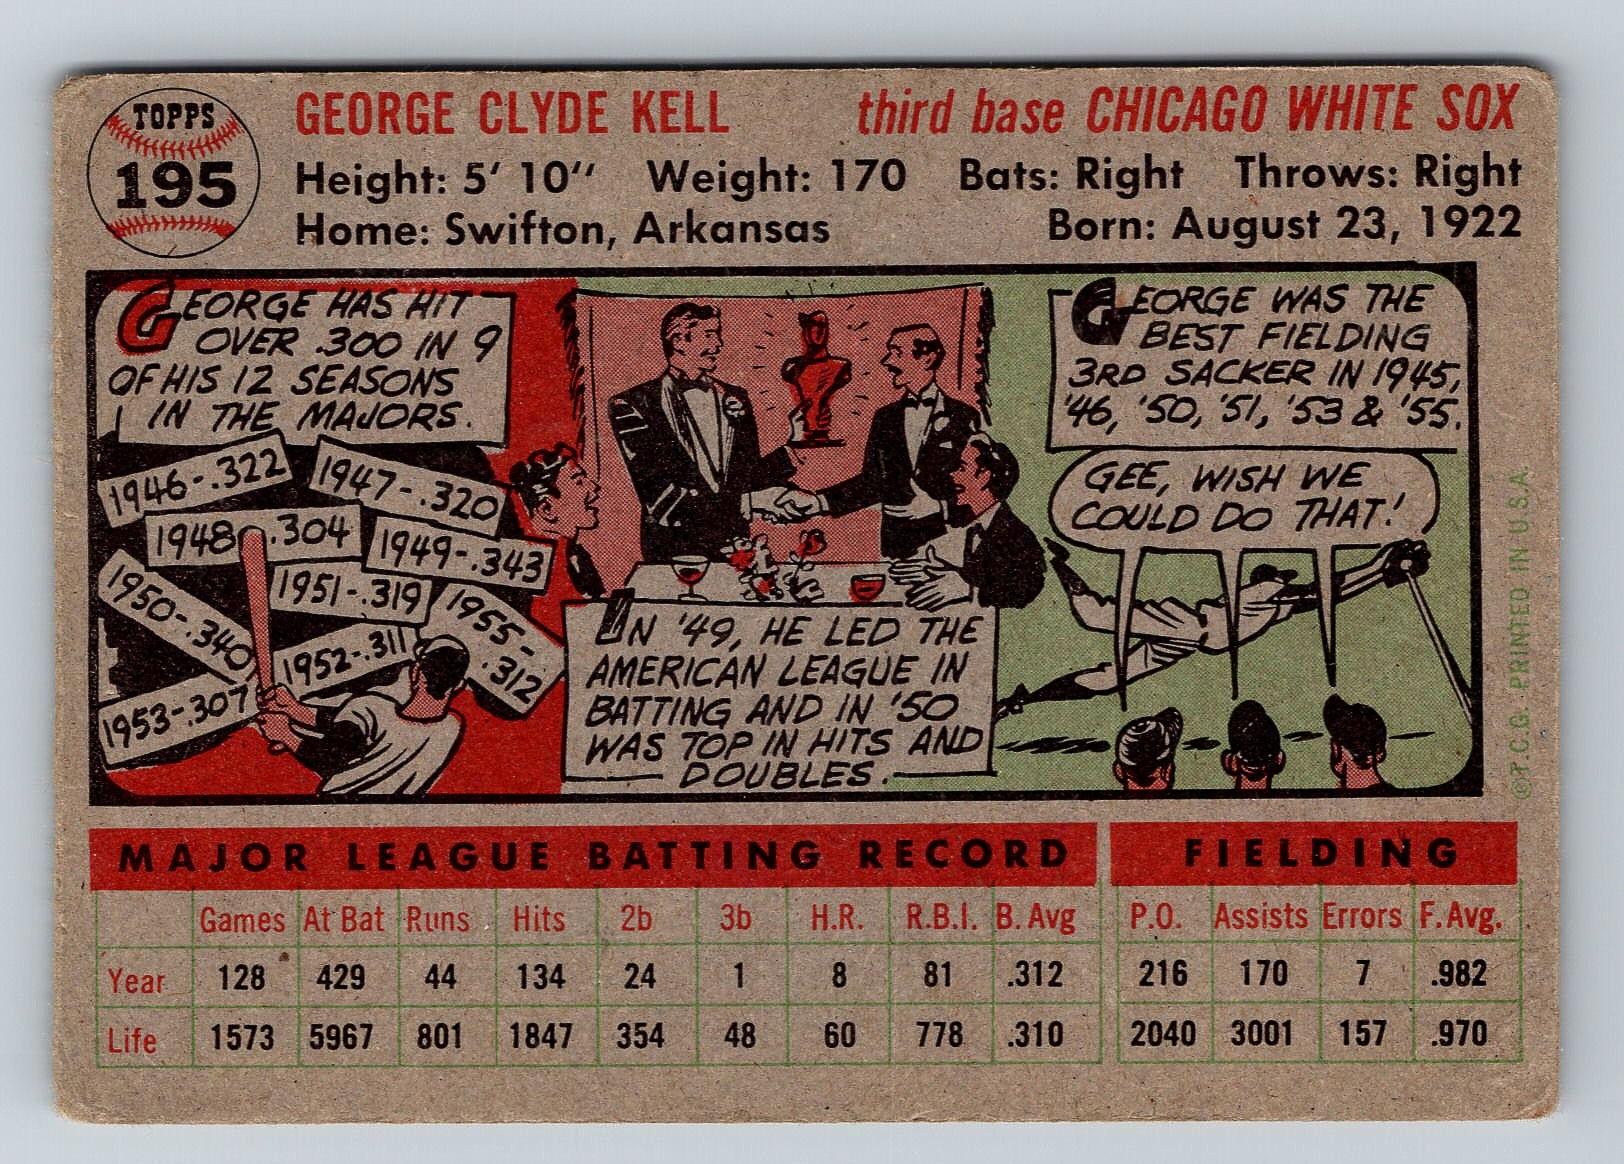 TOPPS
195
GEORGE CLYDE KELL third base CHICAGO WHITE SOX
Height: 5' 10" Weight: 170 Bats: Right Throws: Right
Home: Swifton, Arkansas Born: August 23, 1922
GEORGE HAS HIT
OVER .300 IN 9
OF HIS 12 SEASONS
IN THE MAJORS.
1946-.322
1947-.320
1948-.304
1949-.343
1950-.340
1951-.319
1955-
.312
1952-.311
1953-.307
IN '49, HE LED THE
AMERICAN LEAGUE IN
BATTING AND IN '50
WAS TOP IN HITS AND
DOUBLES.
GEORGE WAS THE
BEST FIELDING
3RD SACKER IN 1945,
'46, '50, '51, '53 & '55.
GEE, WISH WE
COULD DO THAT!
©T.C.G. PRINTED IN U.S.A.
MAJOR LEAGUE BATTING RECORD FIELDING
Games At Bat Runs Hits 2b 3b H.R. R.B.I. B. Avg P.O. Assists Errors F. Avg.
Year 128 429 44 134 24 1 8 81 .312 216 170 7 .982
Life 1573 5967 801 1847 354 48 60 778 .310 2040 3001 157 .970